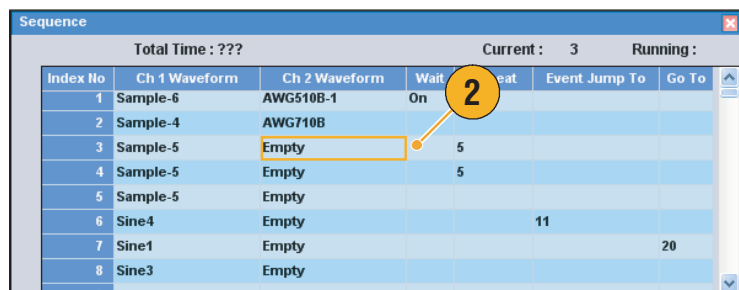 Sequence
Total Time : ??? Current : 3 Running :
Index No Ch 1 Waveform Ch 2 Waveform Wait eat Event Jump To Go To
1 Sample-6 AWG510B-1 On
2
2 Sample-4 AWG710B
3 Sample-5 Empty 5
4 Sample-5 Empty 5
5 Sample-5 Empty
6 Sine4 Empty 11
7 Sine1 Empty 20
8 Sine3 Empty